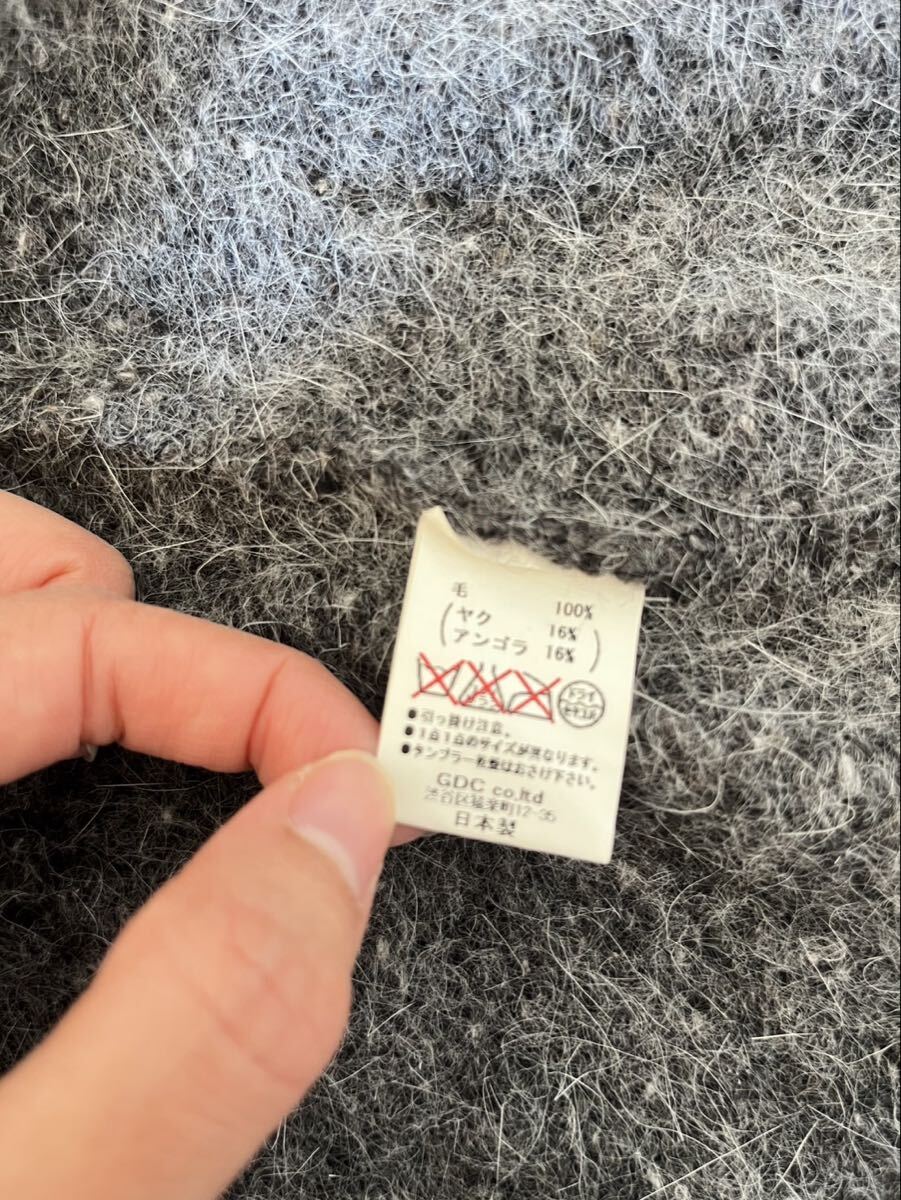 毛 100%
(ヤク 16%
アンゴラ 16%)
ドライ
●引っ掛け注意。
●1点1点のサイズが異なります。
●タンブラー乾燥はおさけ下さい。
GDC co.ltd
渋谷区猿楽町12-35
日本製